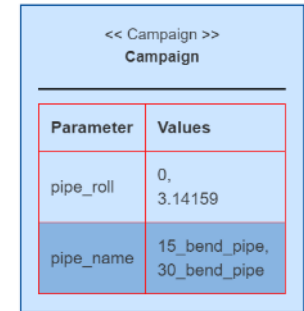 << Campaign >>
Campaign
Parameter Values
pipe_roll 0,
3.14159
pipe_name 15_bend_pipe,
30_bend_pipe